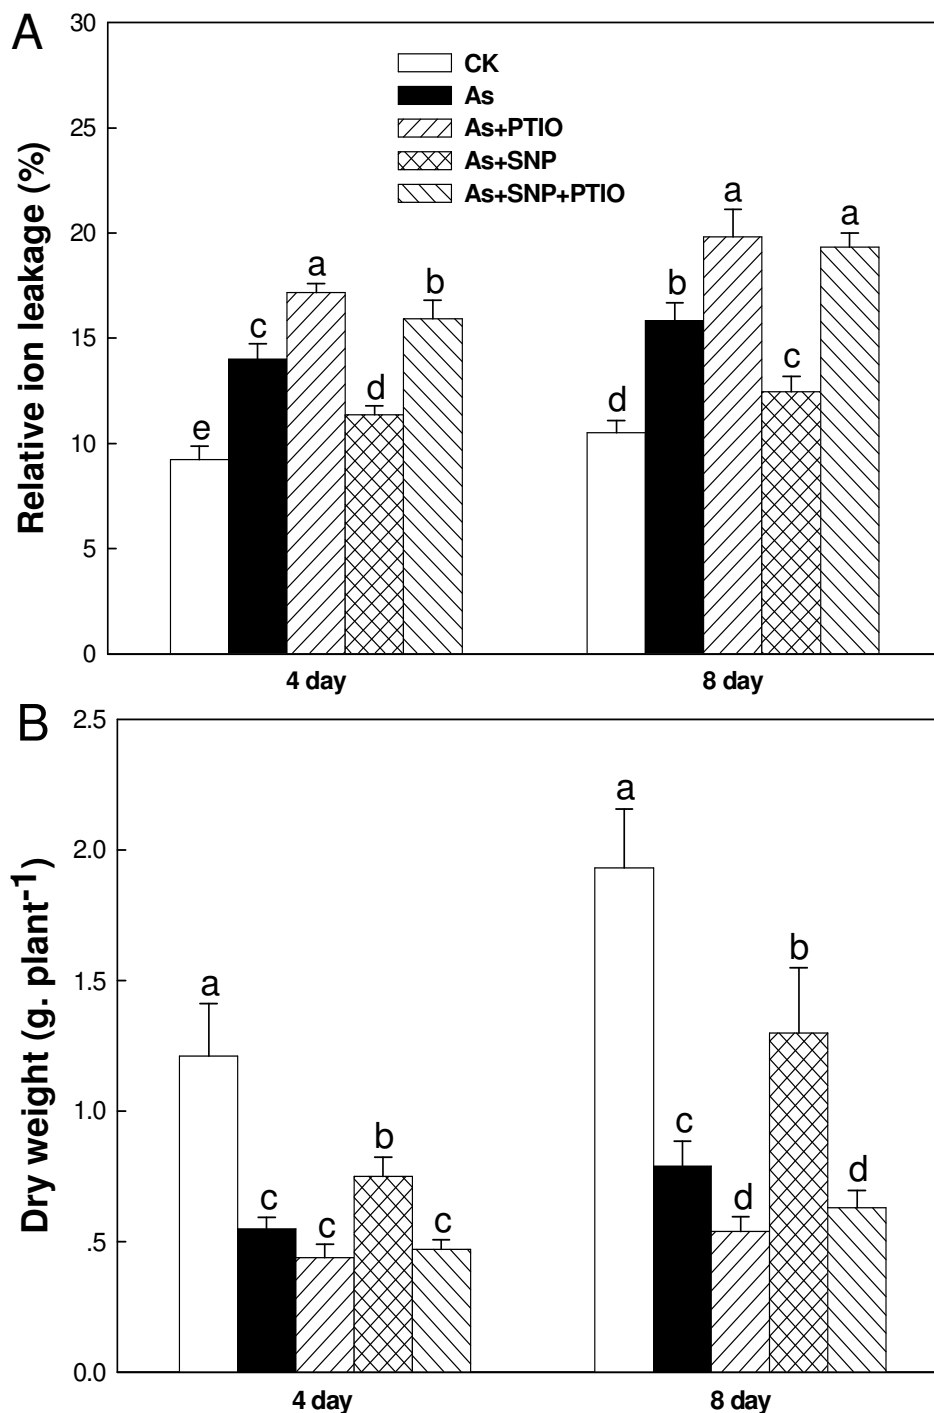 A
30
25
20
15
10
5
0
Relative ion leakage (%)
CK
As
As+PTIO
As+SNP
As+SNP+PTIO
e
c
a
d
b
d
b
a
c
a
4 day
8 day
B
2.5
2.0
1.5
1.0
.5
0.0
Dry weight (g. plant-1)
a
c
c
b
c
a
c
d
b
d
4 day
8 day